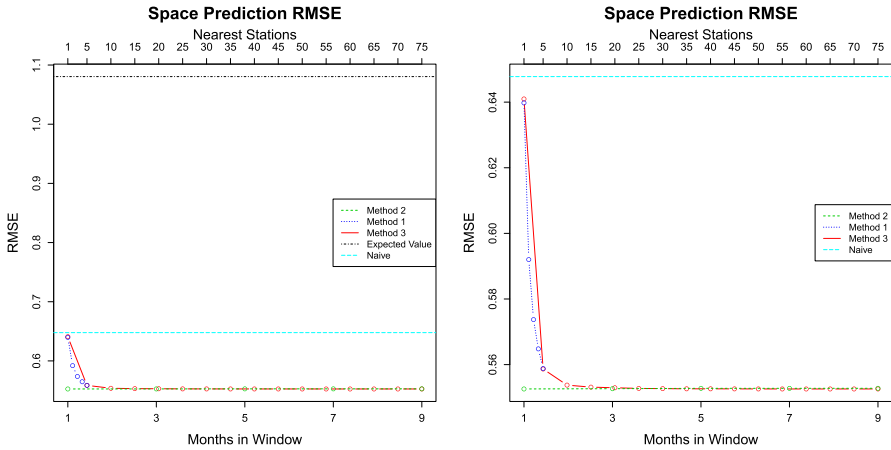 Space Prediction RMSE
Nearest Stations
1 5 10 15 20 25 30 35 40 45 50 55 60 65 70 75
1.1
1.0
0.9
0.8
0.7
0.6
RMSE
Method 2
Method 1
Method 3
Expected Value
Naive
1 3 5 7 9
Months in Window
Space Prediction RMSE
Nearest Stations
1 5 10 15 20 25 30 35 40 45 50 55 60 65 70 75
0.64
0.62
0.60
0.58
0.56
RMSE
Method 2
Method 1
Method 3
Naive
1 3 5 7 9
Months in Window